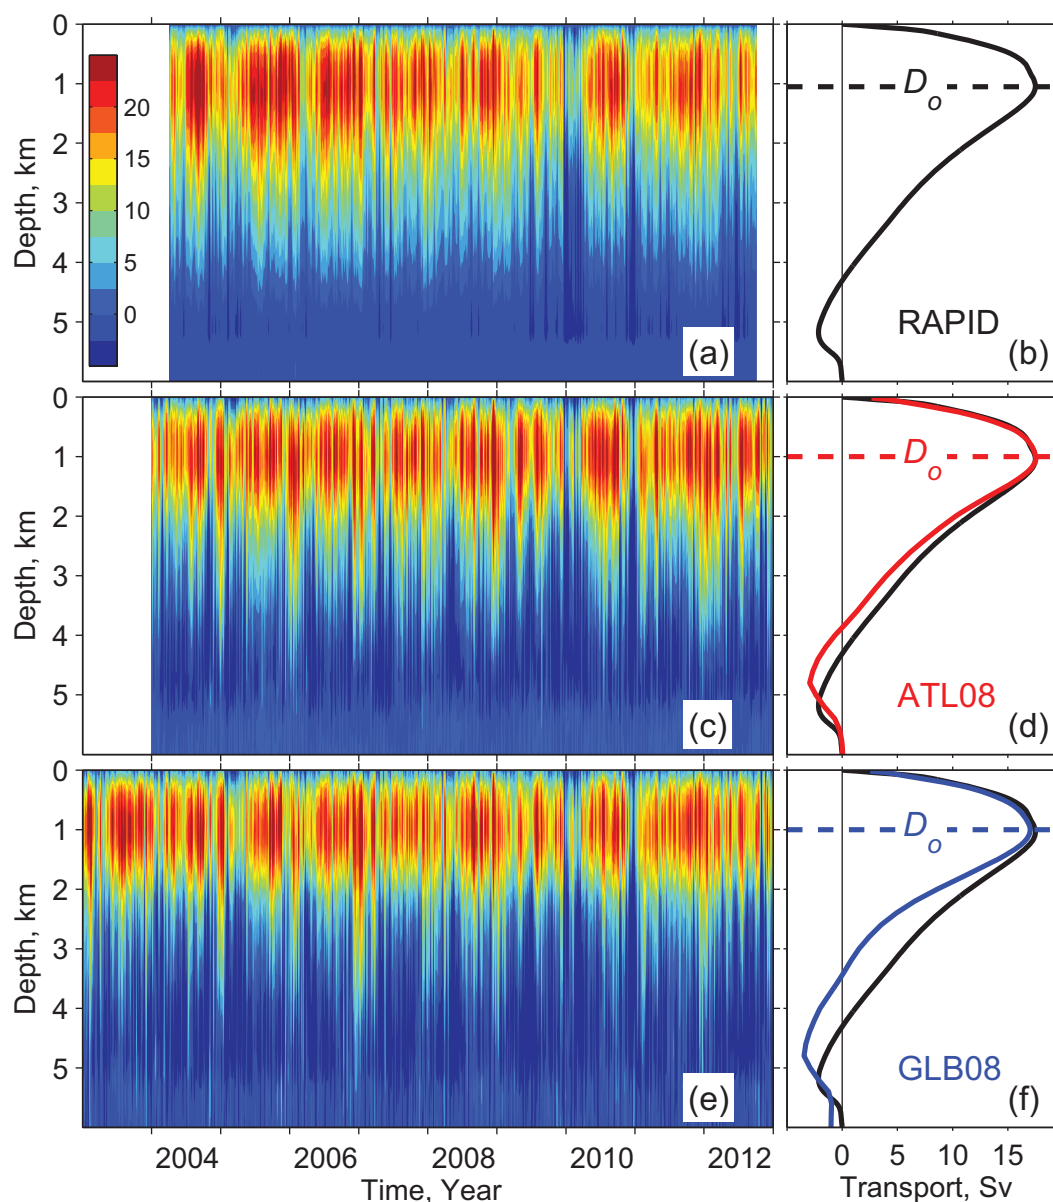 0
1
2
3
4
5
Depth, km
20
15
10
5
0
(a)
D
o
RAPID
(b)
0
1
2
3
4
5
Depth, km
(c)
D
o
ATL08
(d)
0
1
2
3
4
5
Depth, km
(e)
D
o
GLB08
(f)
2004 2006 2008 2010 2012
Time, Year
0 5 10 15
Transport, Sv